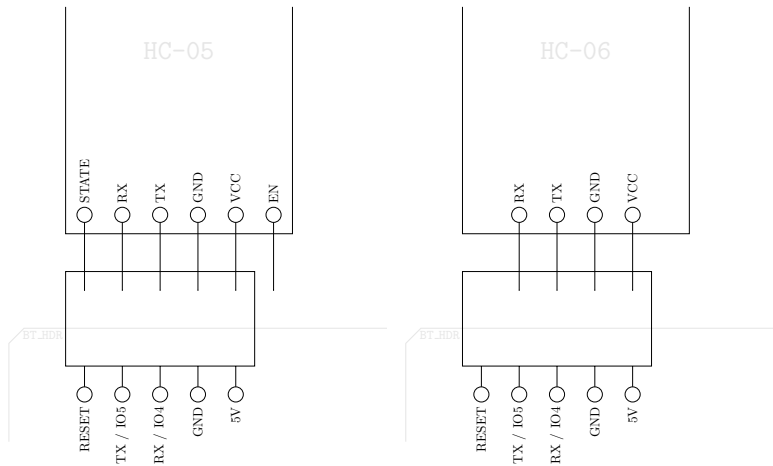 HC-05
STATE
RX
TX
GND
VCC
EN
BT_HDR
RESET
TX / IO5
RX / IO4
GND
5V
HC-06
RX
TX
GND
VCC
BT_HDR
RESET
TX / IO5
RX / IO4
GND
5V